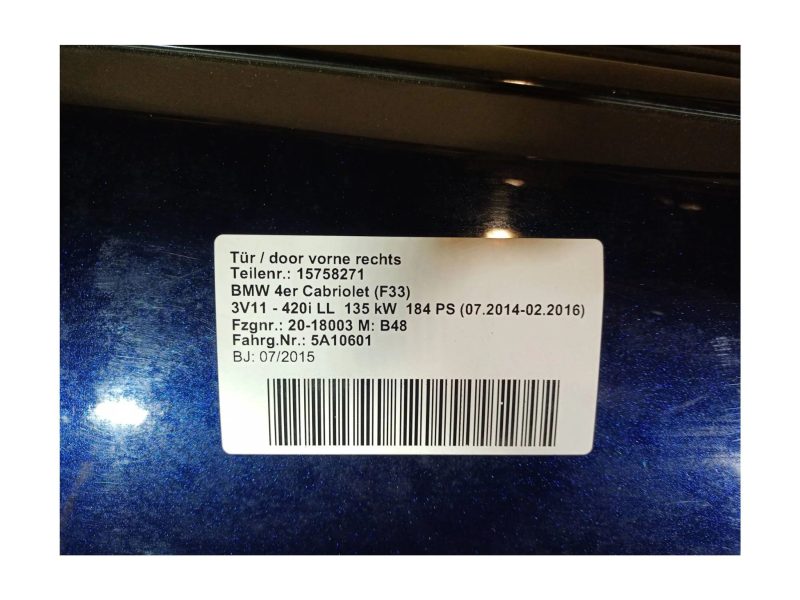 Tür / door vorne rechts
Teilenr.: 15758271
BMW 4er Cabriolet (F33)
3V11 - 420i LL 135 kW 184 PS (07.2014-02.2016)
Fzgnr.: 20-18003 M: B48
Fahrg.Nr.: 5A10601
BJ: 07/2015